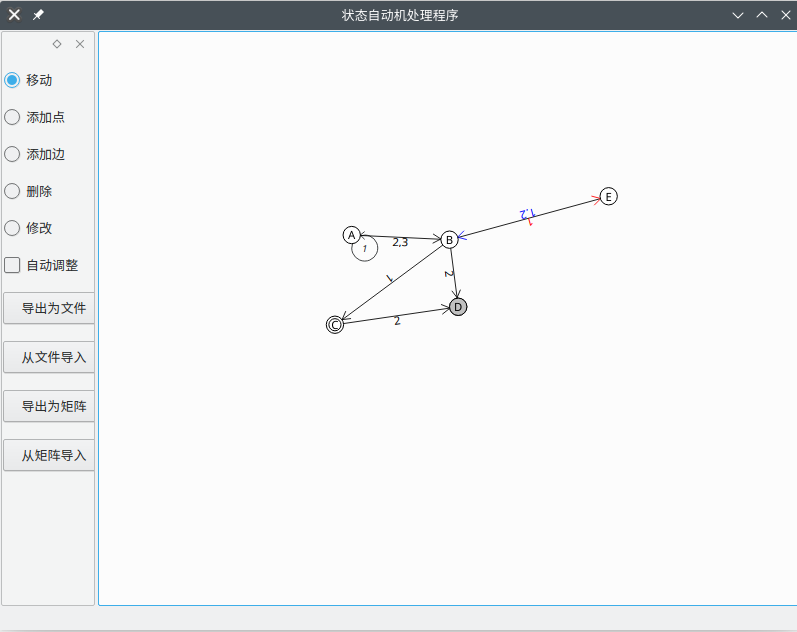 状态自动机处理程序
移动
添加点
添加边
删除
修改
自动调整
导出为文件
从文件导入
导出为矩阵
从矩阵导入
E
1,2
1
A
2,3
B
1
1
2
D
C
2